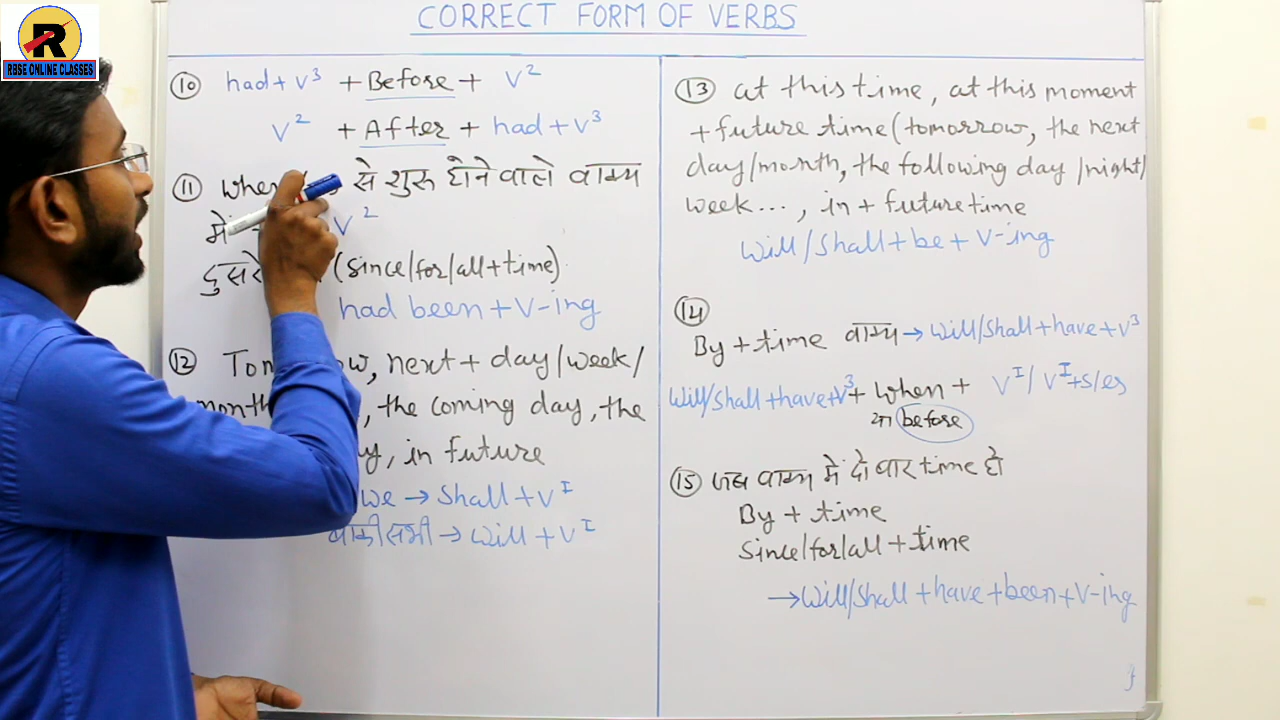 CORRECT FORM OF VERBS
R
RBSE ONLINE CLASSES
⑩ had + V³ + Before + V²
V² + After + had + V³
⑪ When से शुरू होने वाले वाक्य
में V²
दुसरे (Since/for/all+time)
had been + V-ing
⑫ next + day/week/
month the coming day, the
in future
we → shall + V^I
बाकी सभी → will + V^I
⑬ at this time, at this moment
+ future time (tomorrow, the next
day/month, the following day /night/
week..., in + future time
will/shall + be + V-ing
⑭
By + time वाक्य → will/shall + have + V³
will/shall + have + V³ + when + V^I / V^I+s/es
या before
⑮ जब वाक्य में दो बार time हो
By + time
Since/for/all + time
→ will/shall + have + been + V-ing